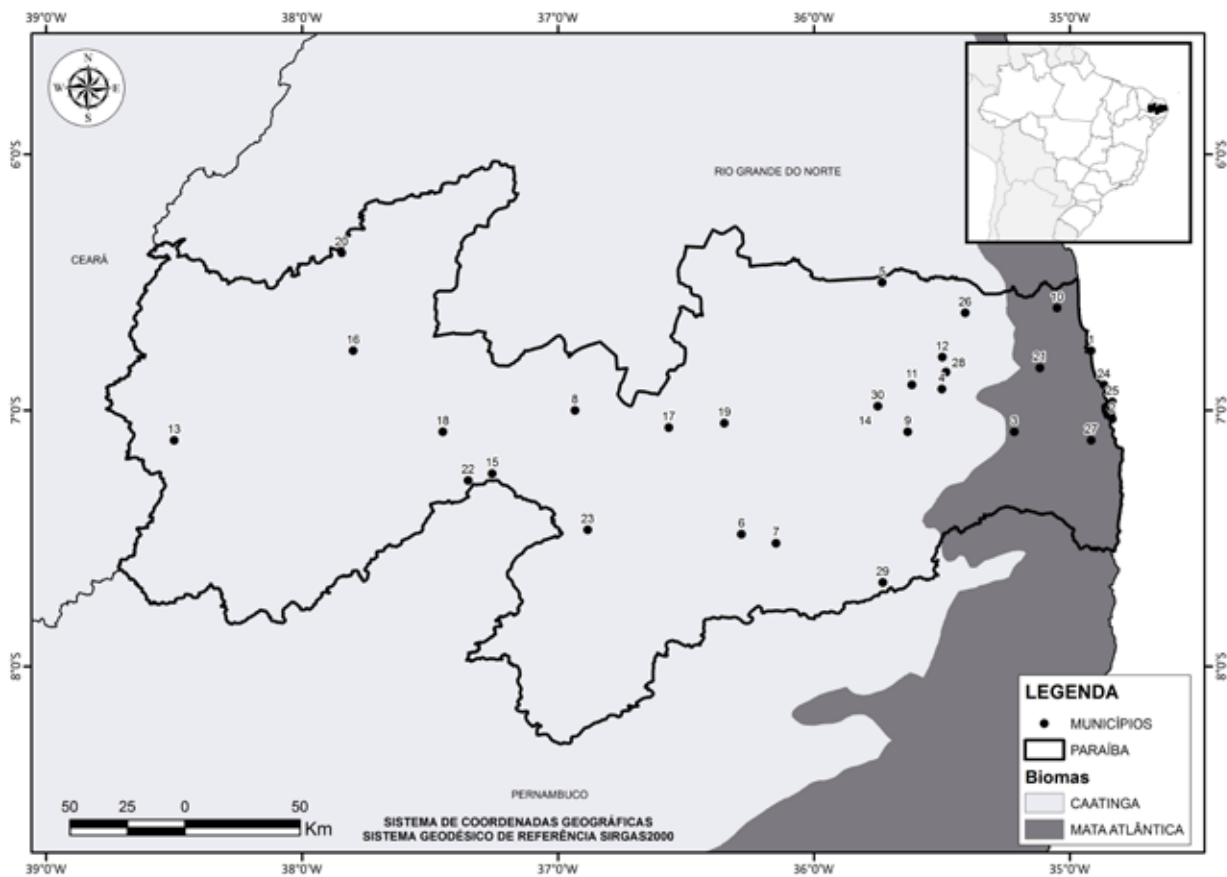 39°0'W 38°0'W 37°0'W 36°0'W 35°0'W
N
W E
S
6°0'S 6°0'S
RIO GRANDE DO NORTE
CEARÁ
20
5
26
10
16
12
1
28
21
11
4
24
8
30
25
7°0'S 7°0'S
17
19
14
9
3
2
27
13
18
22
15
23
6
7
29
8°0'S 8°0'S
LEGENDA
MUNICÍPIOS
PARAÍBA
Biomas
CAATINGA
MATA ATLÂNTICA
PERNAMBUCO
50 25 0 50
Km
SISTEMA DE COORDENADAS GEOGRÁFICAS
SISTEMA GEODÉSICO DE REFERÊNCIA SIRGAS2000
39°0'W 38°0'W 37°0'W 36°0'W 35°0'W